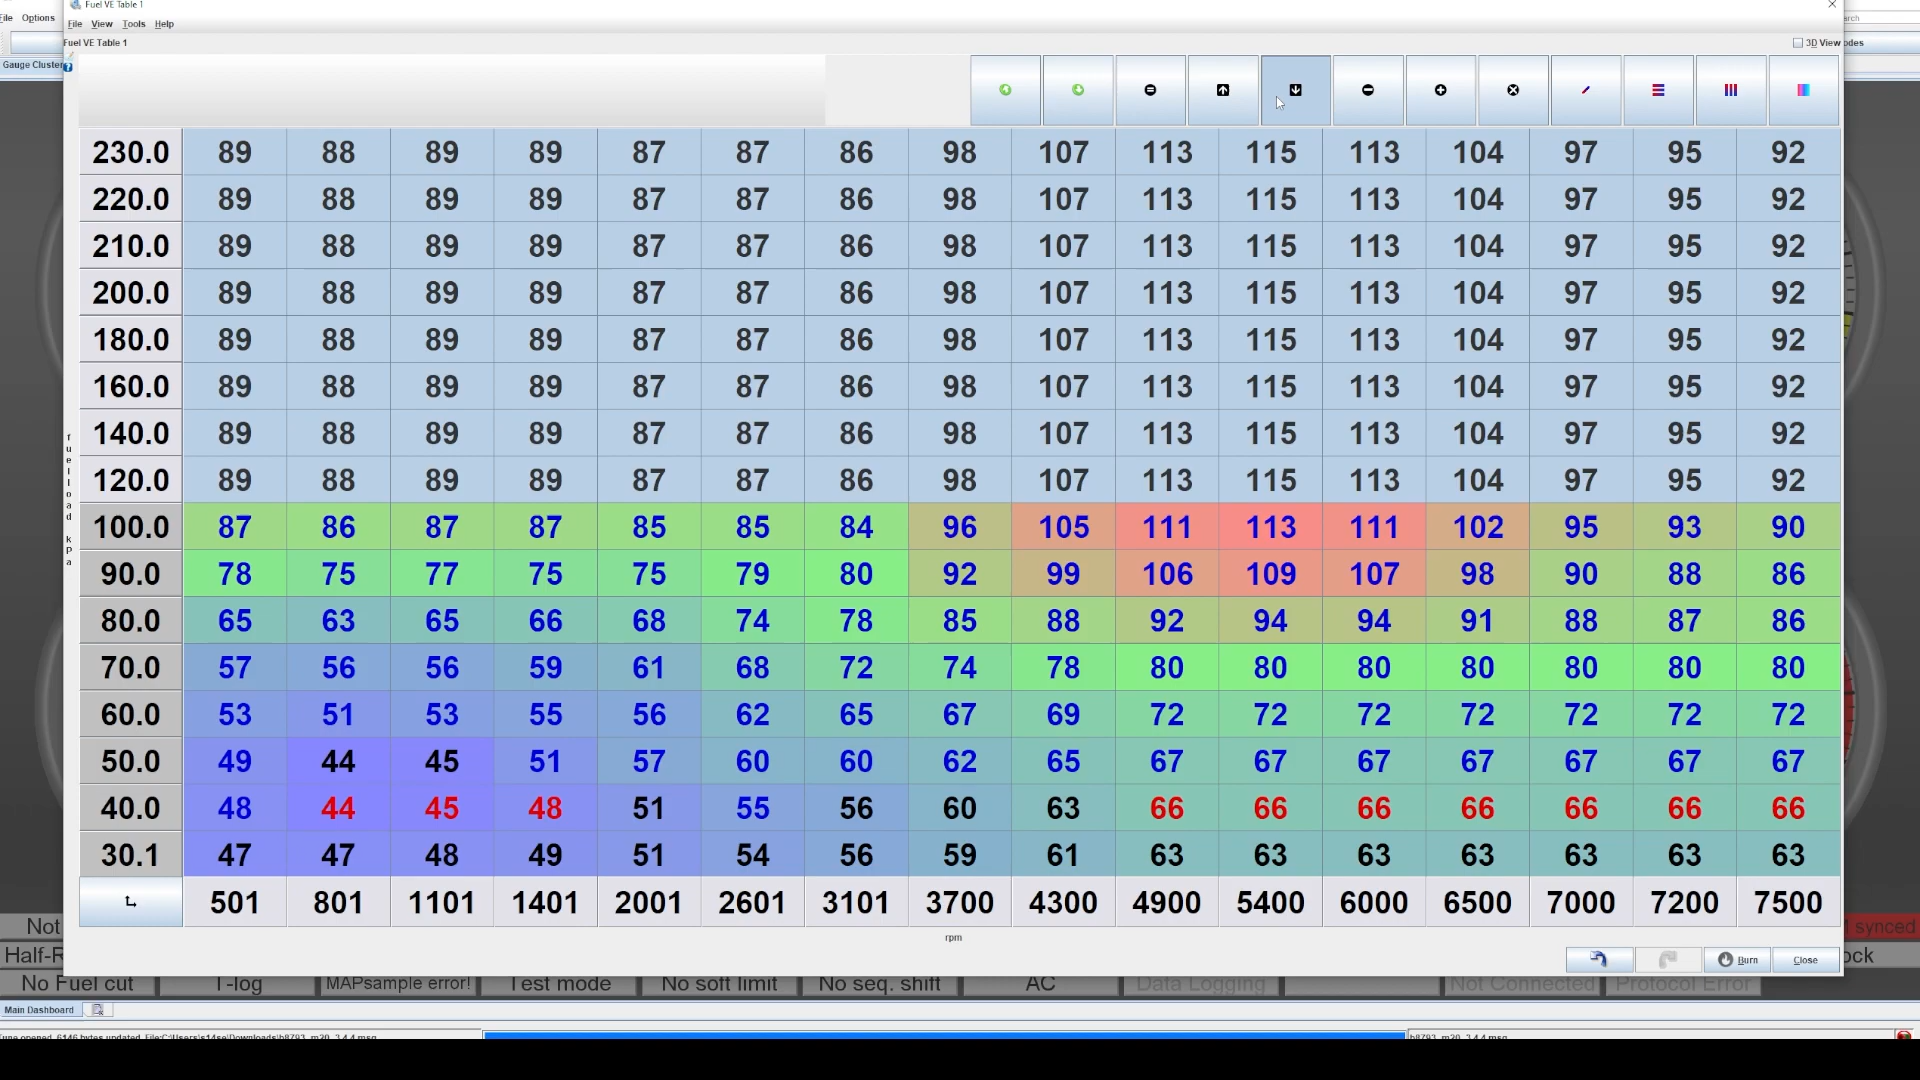 Fuel VE Table 1
File Options
File View Tools Help
Fuel VE Table 1
3D View
Gauge Cluster
230.0 89 88 89 89 87 87 86 98 107 113 115 113 104 97 95 92
220.0 89 88 89 89 87 87 86 98 107 113 115 113 104 97 95 92
210.0 89 88 89 89 87 87 86 98 107 113 115 113 104 97 95 92
200.0 89 88 89 89 87 87 86 98 107 113 115 113 104 97 95 92
180.0 89 88 89 89 87 87 86 98 107 113 115 113 104 97 95 92
160.0 89 88 89 89 87 87 86 98 107 113 115 113 104 97 95 92
140.0 89 88 89 89 87 87 86 98 107 113 115 113 104 97 95 92
120.0 89 88 89 89 87 87 86 98 107 113 115 113 104 97 95 92
100.0 87 86 87 87 85 85 84 96 105 111 113 111 102 95 93 90
90.0 78 75 77 75 75 79 80 92 99 106 109 107 98 90 88 86
80.0 65 63 65 66 68 74 78 85 88 92 94 94 91 88 87 86
70.0 57 56 56 59 61 68 72 74 78 80 80 80 80 80 80 80
60.0 53 51 53 55 56 62 65 67 69 72 72 72 72 72 72 72
50.0 49 44 45 51 57 60 60 62 65 67 67 67 67 67 67 67
40.0 48 44 45 48 51 55 56 60 63 66 66 66 66 66 66 66
30.1 47 47 48 49 51 54 56 59 61 63 63 63 63 63 63 63
fuelload kPa
501 801 1101 1401 2001 2601 3101 3700 4300 4900 5400 6000 6500 7000 7200 7500
rpm
Not synced
Burn Close
Half-R ock
No Fuel cut T-log MAPsample error! Test mode No soft limit No seq. shift AC Data Logging Not Connected Protocol Error
Main Dashboard